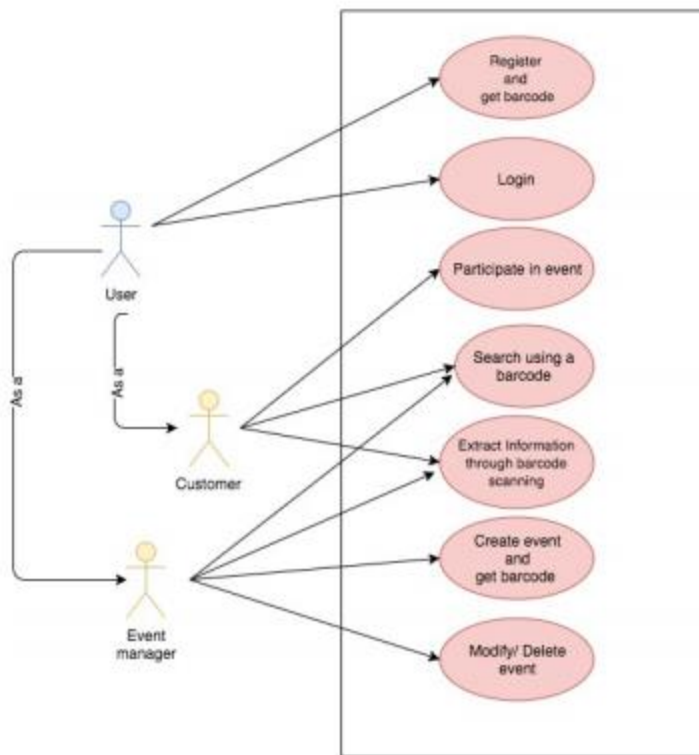 Register
and
get barcode
Login
Participate in event
User
Search using a
barcode
As a
As a
Customer
Extract Information
through barcode
scanning
Create event
and
get barcode
Event
manager
Modify/ Delete
event